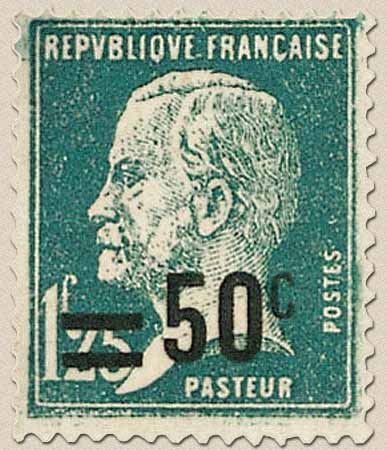 REPVBLIQVE·FRANÇAISE
POSTES
1f
25
50c
PASTEUR